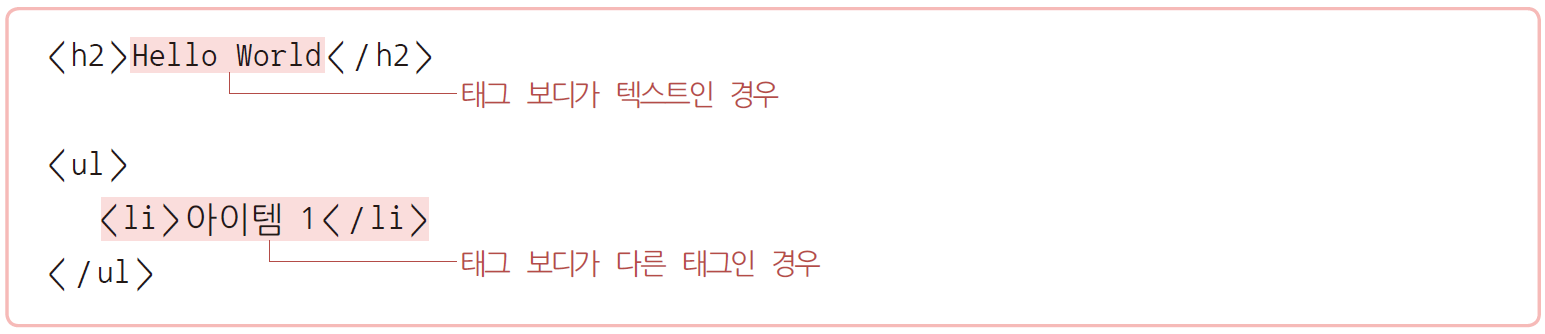 <h2>Hello World</h2>
태그 보디가 텍스트인 경우
<ul>
<li>아이템 1</li>
태그 보디가 다른 태그인 경우
</ul>